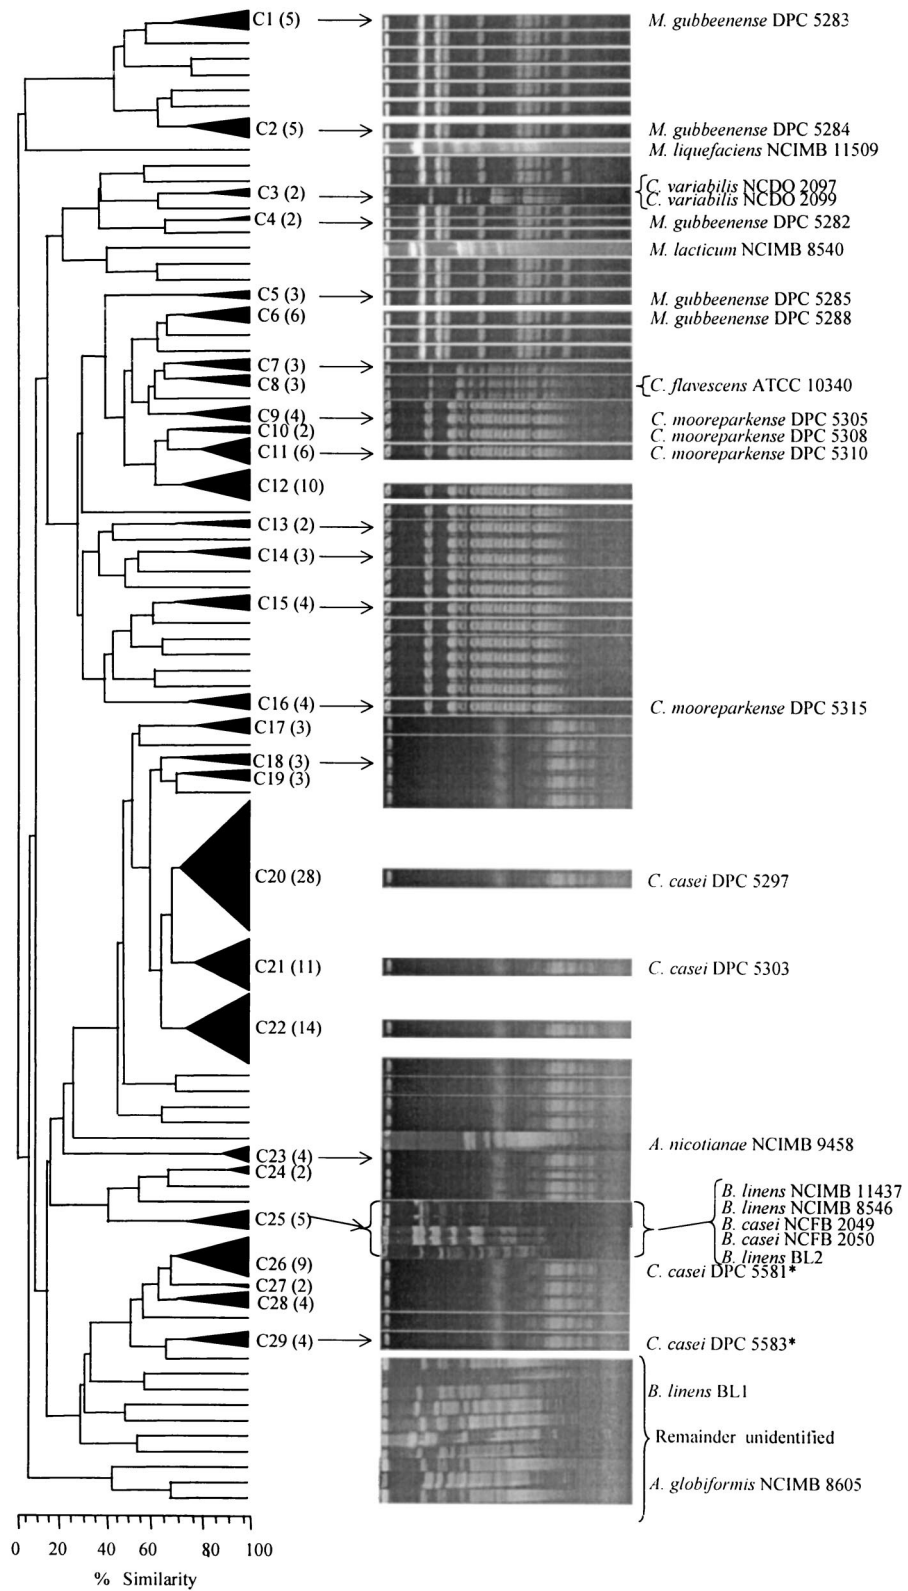 C1 (5) M. gubbeenense DPC 5283
C2 (5) M. gubbeenense DPC 5284
M. liquefaciens NCIMB 11509
C. variabilis NCDO 2097
C3 (2) C. variabilis NCDO 2099
C4 (2) M. gubbeenense DPC 5282
M. lacticum NCIMB 8540
C5 (3) M. gubbeenense DPC 5285
C6 (6) M. gubbeenense DPC 5288
C7 (3)
C8 (3) C. flavescens ATCC 10340
C9 (4) C. mooreparkense DPC 5305
C10 (2) C. mooreparkense DPC 5308
C11 (6) C. mooreparkense DPC 5310
C12 (10)
C13 (2)
C14 (3)
C15 (4)
C16 (4) C. mooreparkense DPC 5315
C17 (3)
C18 (3)
C19 (3)
C20 (28) C. casei DPC 5297
C21 (11) C. casei DPC 5303
C22 (14)
A. nicotianae NCIMB 9458
C23 (4)
C24 (2)
B. linens NCIMB 11437
B. linens NCIMB 8546
C25 (5) B. casei NCFB 2049
B. casei NCFB 2050
B. linens BL2
C26 (9) C. casei DPC 5581*
C27 (2)
C28 (4)
C29 (4) C. casei DPC 5583*
B. linens BL1
Remainder unidentified
A. globiformis NCIMB 8605
0 20 40 60 80 100
% Similarity